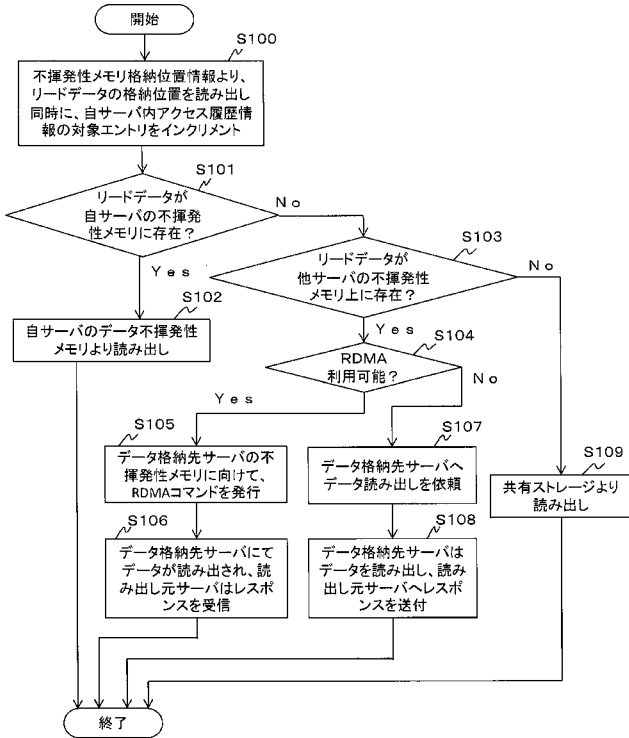 開始
S100
不揮発性メモリ格納位置情報より、
リードデータの格納位置を読み出し
同時に、自サーバ内アクセス履歴情
報の対象エントリをインクリメント
S101
リードデータが
自サーバの不揮発
性メモリに存在？
No
Yes
S102
自サーバのデータ不揮発性
メモリより読み出し
S103
リードデータが
他サーバの不揮発性
メモリ上に存在？
No
Yes
S104
RDMA
利用可能？
Yes
No
S105
データ格納先サーバの不
揮発性メモリに向けて、
RDMAコマンドを発行
S107
データ格納先サーバへ
データ読み出しを依頼
S109
共有ストレージより
読み出し
S106
データ格納先サーバにて
データが読み出され、読
み出し元サーバはレスポ
ンスを受信
S108
データ格納先サーバは
データを読み出し、読み
出し元サーバへレスポ
ンスを送付
終了